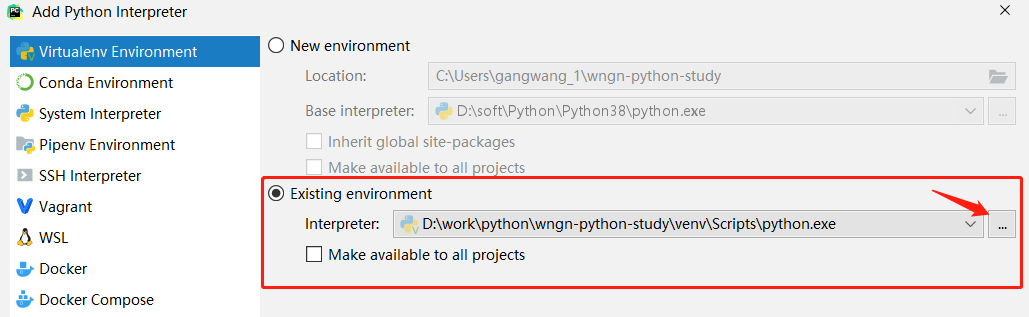 Add Python Interpreter
Virtualenv Environment
Conda Environment
System Interpreter
Pipenv Environment
SSH Interpreter
Vagrant
WSL
Docker
Docker Compose
New environment
Location: C:\Users\gangwang_1\wngn-python-study
Base interpreter: D:\soft\Python\Python38\python.exe ...
Inherit global site-packages
Make available to all projects
Existing environment
Interpreter: D:\work\python\wngn-python-study\venv\Scripts\python.exe ...
Make available to all projects